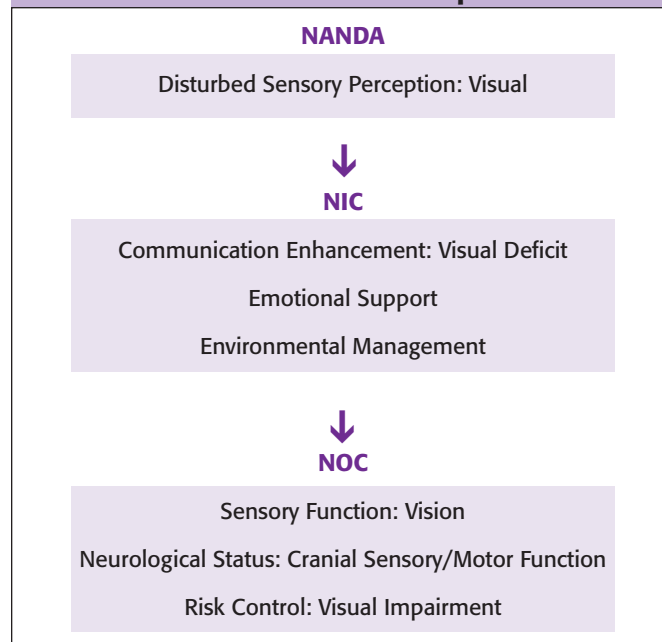 NANDA
Disturbed Sensory Perception: Visual
NIC
Communication Enhancement: Visual Deficit
Emotional Support
Environmental Management
NOC
Sensory Function: Vision
Neurological Status: Cranial Sensory/Motor Function
Risk Control: Visual Impairment